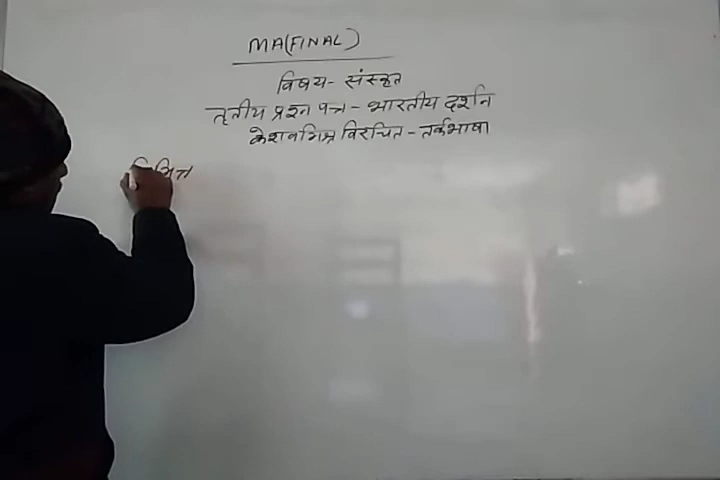 MA(FINAL)
विषय- संस्कृत
तृतीय प्रश्न पत्र - भारतीय दर्शन
केशवमिश्र विरचित - तर्कभाषा